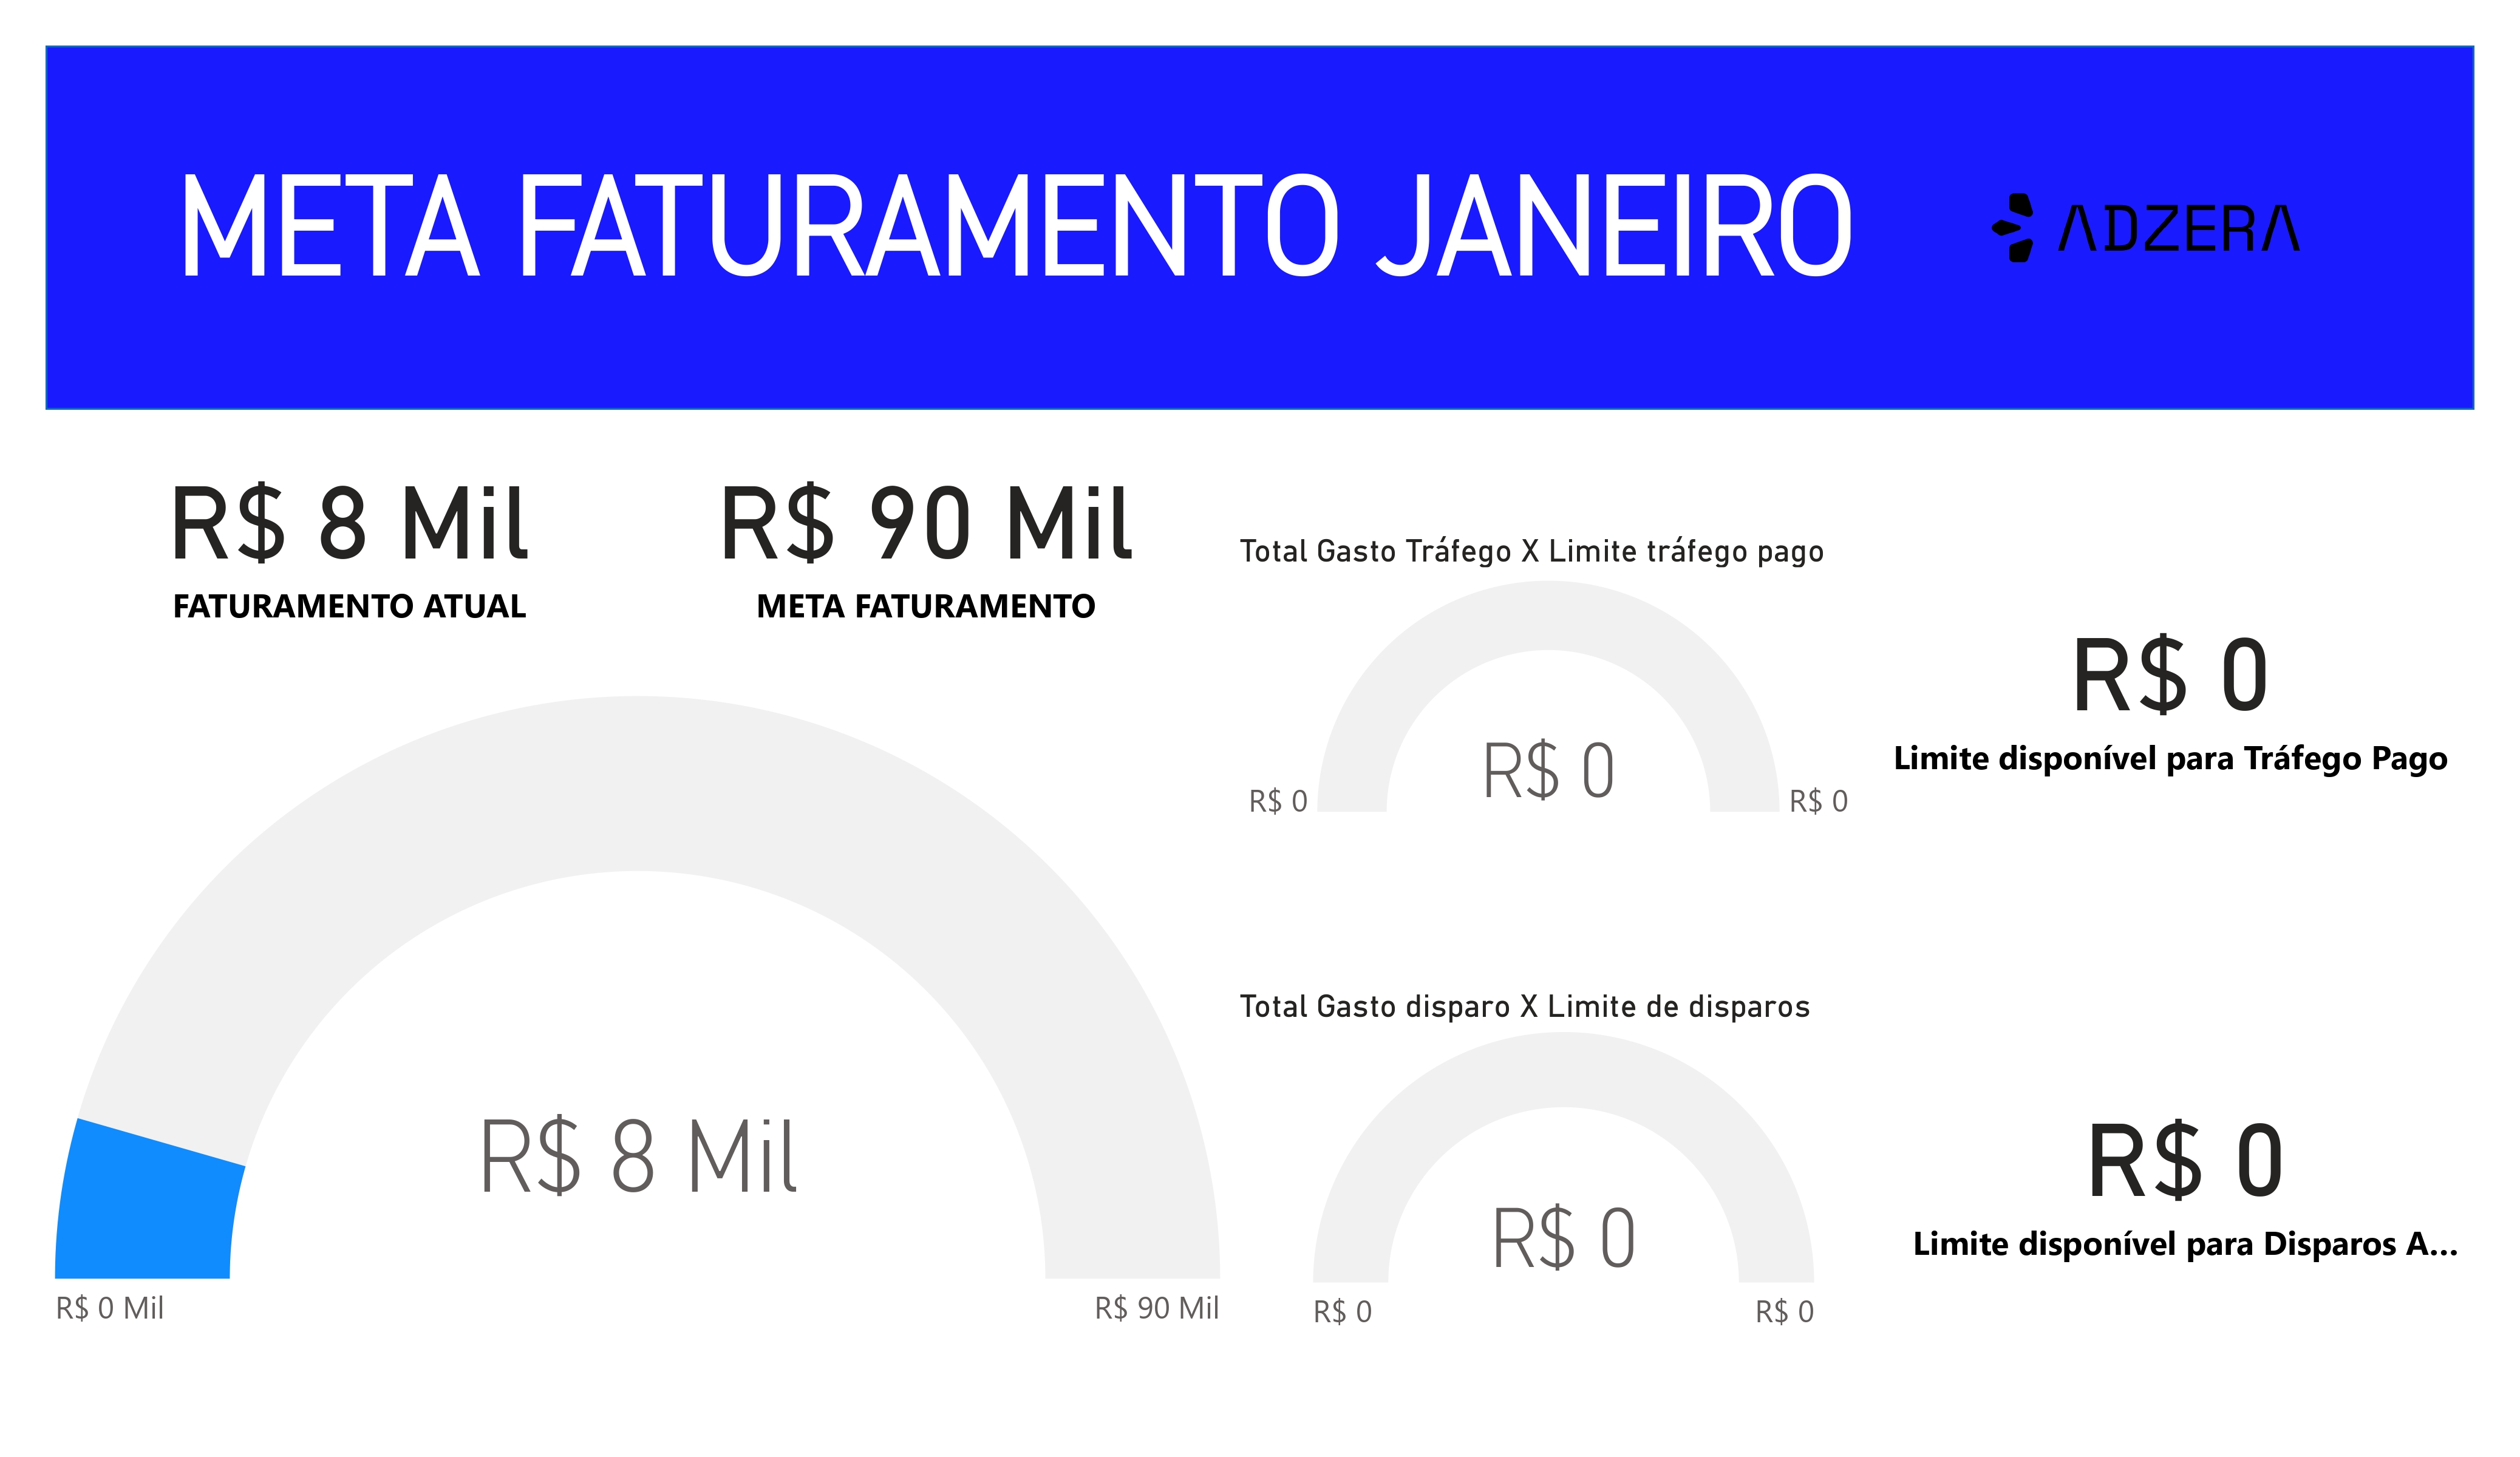 META FATURAMENTO JANEIRO
ADZERA
R$ 8 Mil
FATURAMENTO ATUAL
R$ 90 Mil
META FATURAMENTO
R$ 8 Mil
R$ 0 Mil
R$ 90 Mil
Total Gasto Tráfego X Limite tráfego pago
R$ 0
R$ 0
R$ 0
R$ 0
Limite disponível para Tráfego Pago
Total Gasto disparo X Limite de disparos
R$ 0
R$ 0
R$ 0
R$ 0
Limite disponível para Disparos A...